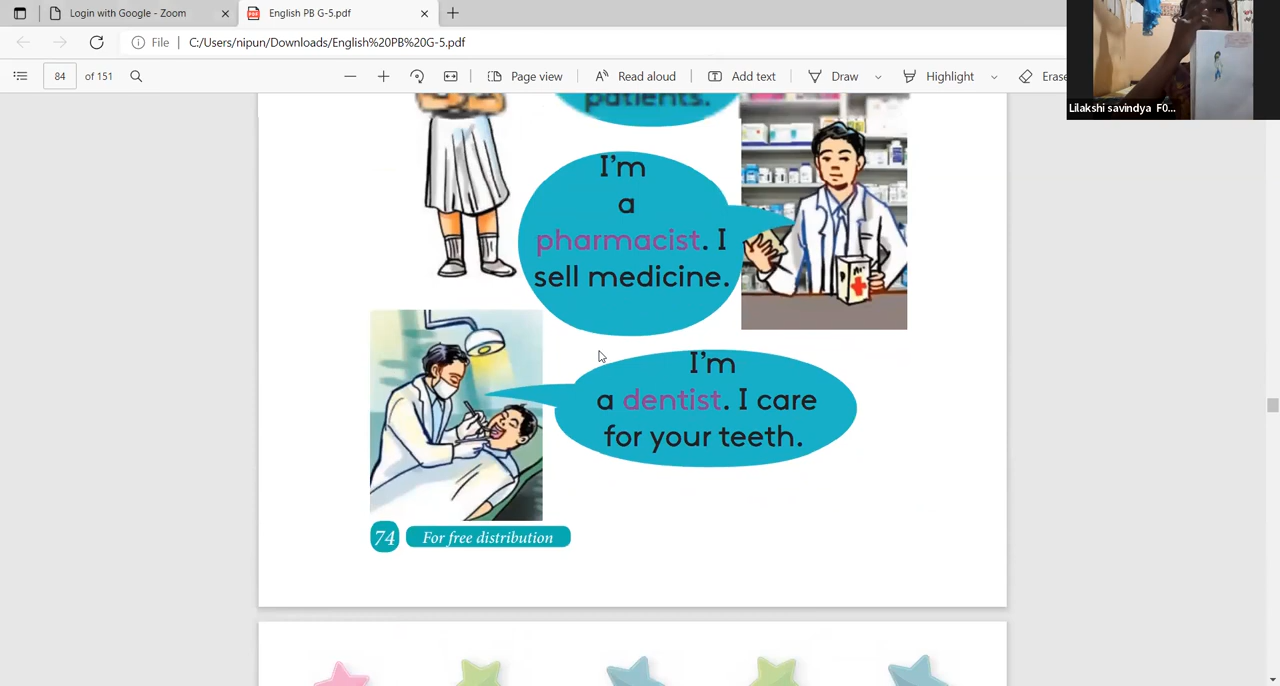 Login with Google - Zoom
English PB G-5.pdf
File
C:/Users/nipun/Downloads/English%20PB%20G-5.pdf
84 of 151
Page view
Read aloud
Add text
Draw
Highlight
Erase
Lilakshi savindya F0...
patients.
I'm
a
pharmacist. I
sell medicine.
I'm
a dentist. I care
for your teeth.
74
For free distribution